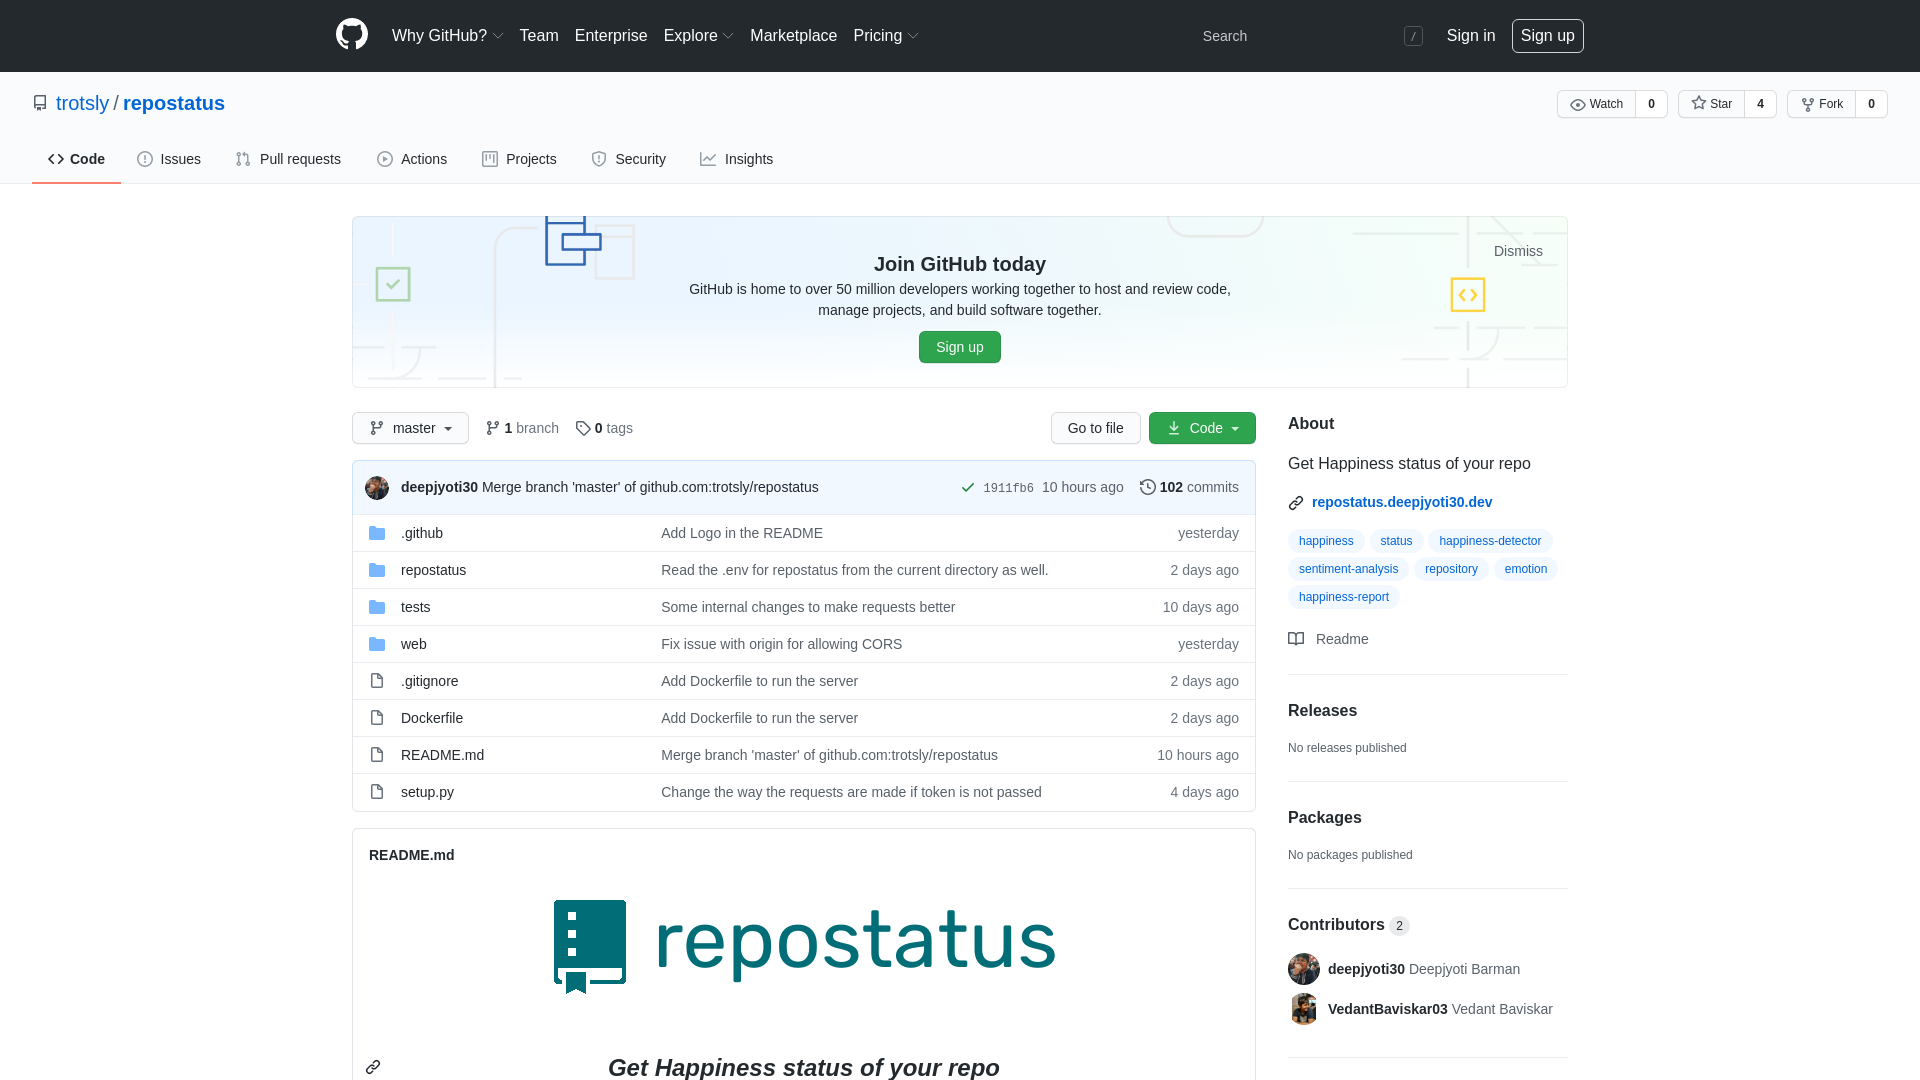 Why GitHub? Team Enterprise Explore Marketplace Pricing Search / Sign in Sign up
trotsly / repostatus
Watch 0 Star 4 Fork 0
Code Issues Pull requests Actions Projects Security Insights
Dismiss
Join GitHub today
GitHub is home to over 50 million developers working together to host and review code,
manage projects, and build software together.
Sign up
master 1 branch 0 tags Go to file Code
deepjyoti30 Merge branch 'master' of github.com:trotsly/repostatus 1911fb6 10 hours ago 102 commits
.github Add Logo in the README yesterday
repostatus Read the .env for repostatus from the current directory as well. 2 days ago
tests Some internal changes to make requests better 10 days ago
web Fix issue with origin for allowing CORS yesterday
.gitignore Add Dockerfile to run the server 2 days ago
Dockerfile Add Dockerfile to run the server 2 days ago
README.md Merge branch 'master' of github.com:trotsly/repostatus 10 hours ago
setup.py Change the way the requests are made if token is not passed 4 days ago
README.md
repostatus
Get Happiness status of your repo
About
Get Happiness status of your repo
repostatus.deepjyoti30.dev
happiness status happiness-detector
sentiment-analysis repository emotion
happiness-report
Readme
Releases
No releases published
Packages
No packages published
Contributors 2
deepjyoti30 Deepjyoti Barman
VedantBaviskar03 Vedant Baviskar